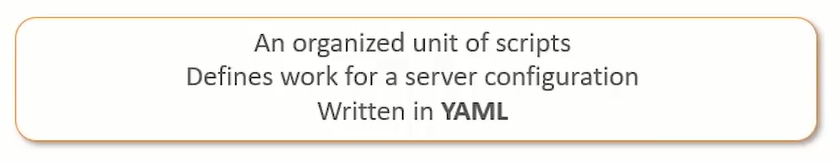 An organized unit of scripts
Defines work for a server configuration
Written in YAML